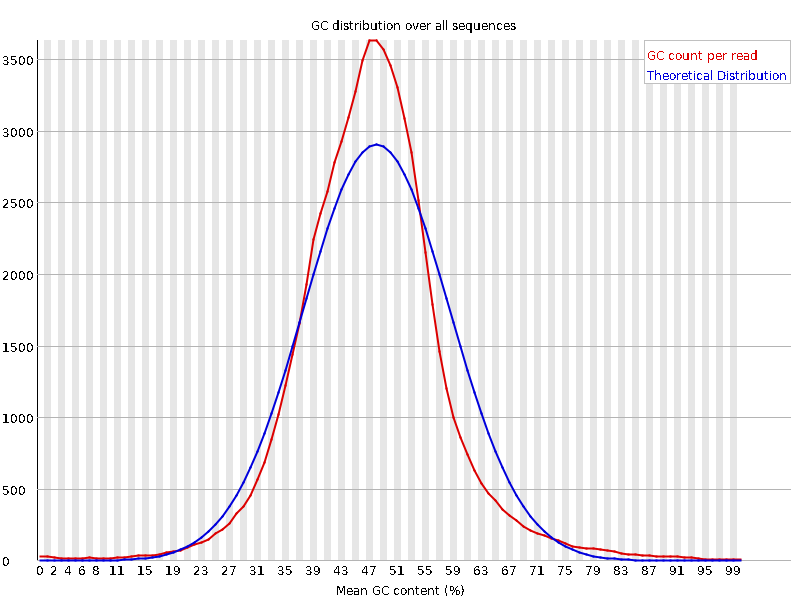 GC distribution over all sequences
GC count per read
Theoretical Distribution
3500
3000
2500
2000
1500
1000
500
0
0 2 4 6 8 11 15 19 23 27 31 35 39 43 47 51 55 59 63 67 71 75 79 83 87 91 95 99
Mean GC content (%)